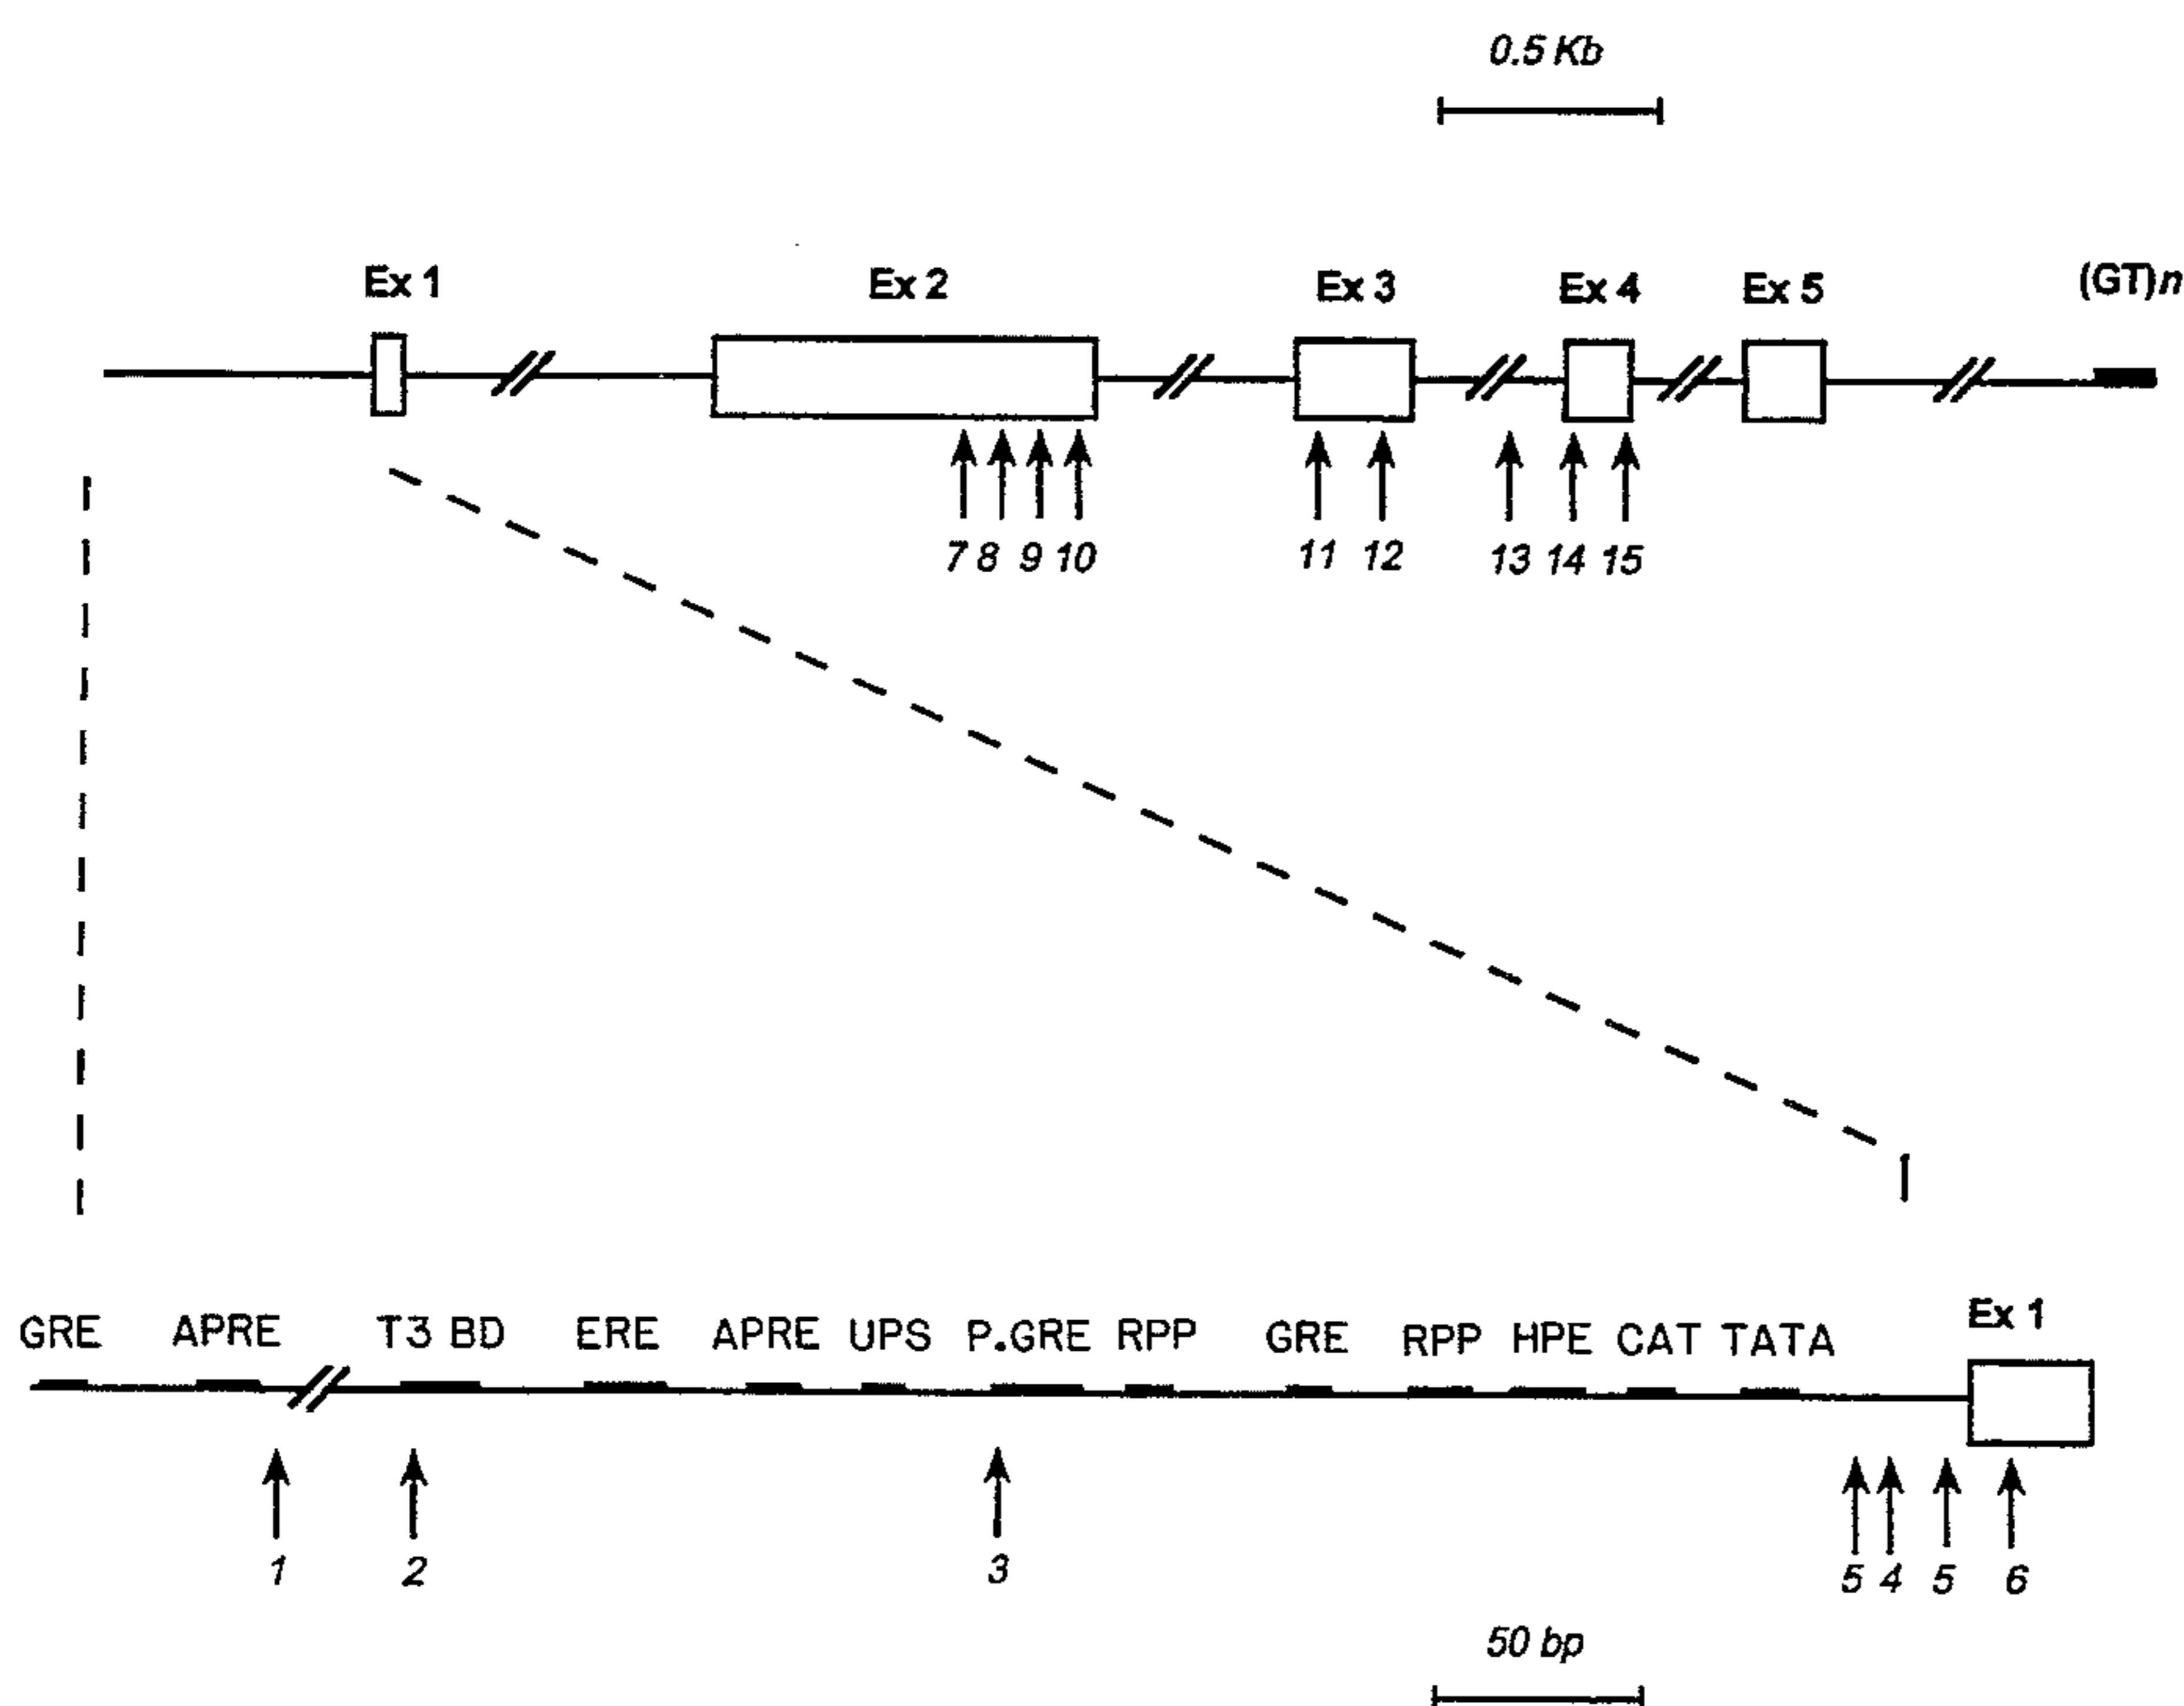 0.5 Kb
Ex 1 Ex 2 Ex 3 Ex 4 Ex 5 (GT)n
7 8 9 10 11 12 13 14 15
GRE APRE T3 BD ERE APRE UPS P.GRE RPP GRE RPP HPE CAT TATA Ex 1
1 2 3 5 4 5 6
50 bp